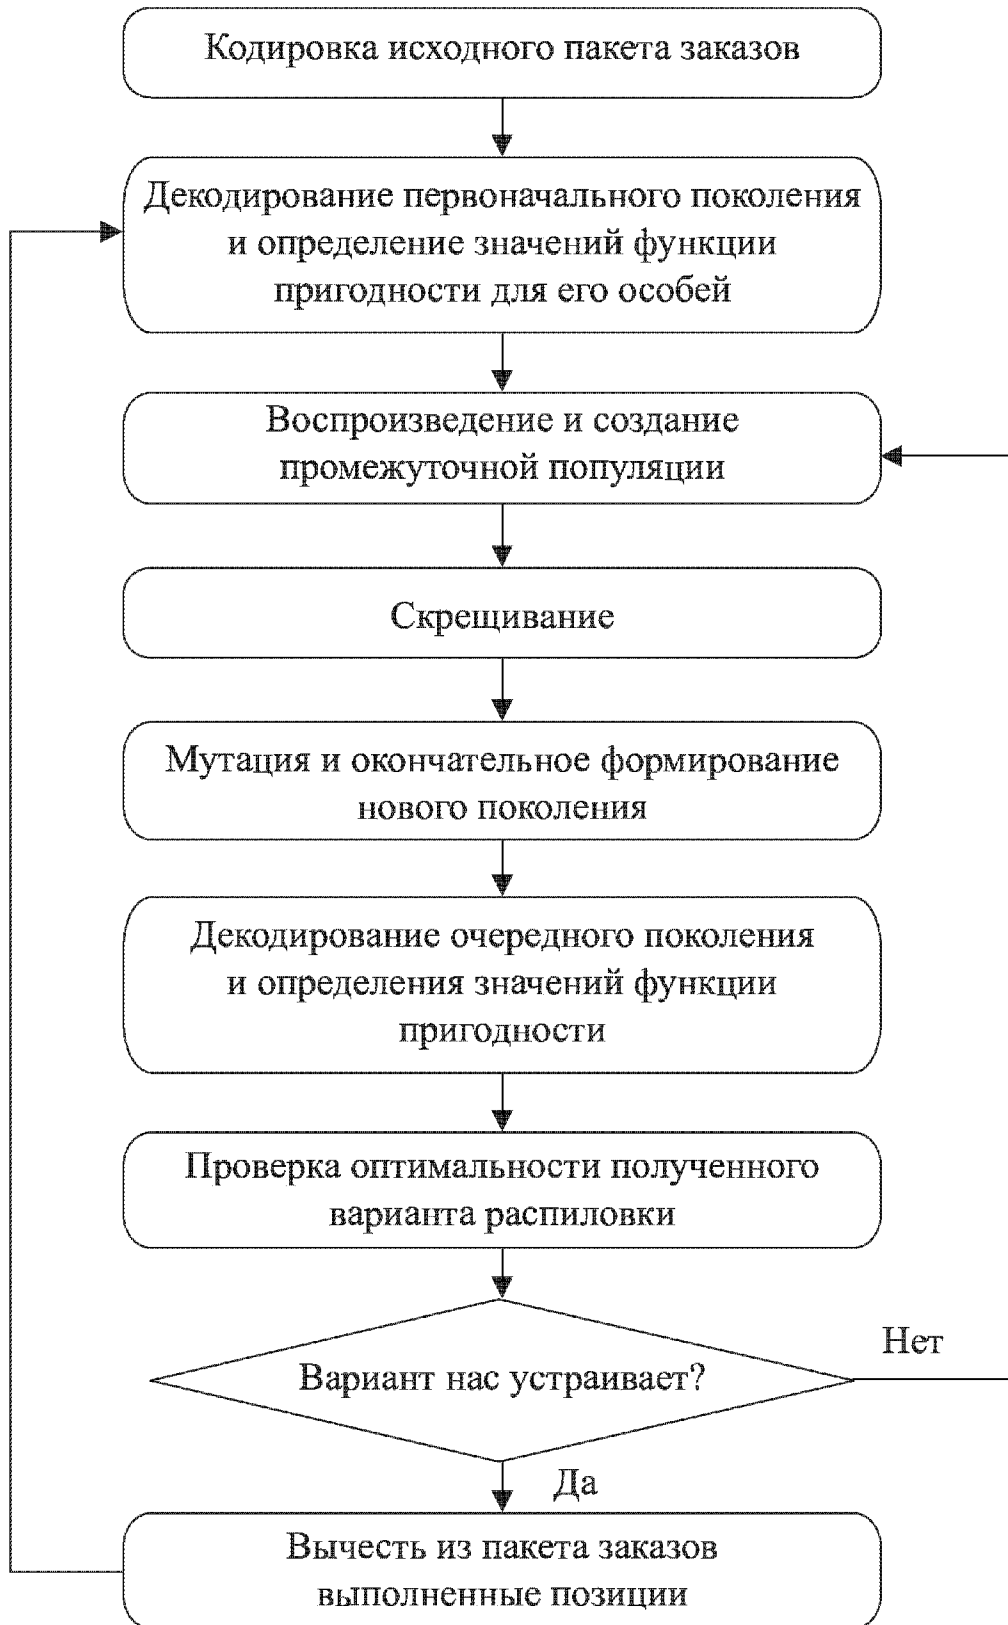 Кодировка исходного пакета заказов
Декодирование первоначального поколения
и определение значений функции
пригодности для его особей
Воспроизведение и создание
промежуточной популяции
Скрещивание
Мутация и окончательное формирование
нового поколения
Декодирование очередного поколения
и определения значений функции
пригодности
Проверка оптимальности полученного
варианта распиловки
Нет
Вариант нас устраивает?
Да
Вычесть из пакета заказов
выполненные позиции